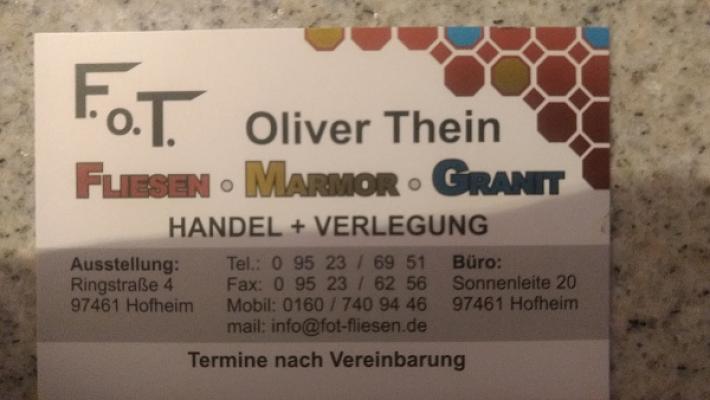 F.o.T.
Oliver Thein
FLIESEN • MARMOR • GRANIT
HANDEL + VERLEGUNG
Ausstellung:
Ringstraße 4
97461 Hofheim
Tel.: 0 95 23 / 69 51
Fax: 0 95 23 / 62 56
Mobil: 0160 / 740 94 46
mail: info@fot-fliesen.de
Büro:
Sonnenleite 20
97461 Hofheim
Termine nach Vereinbarung